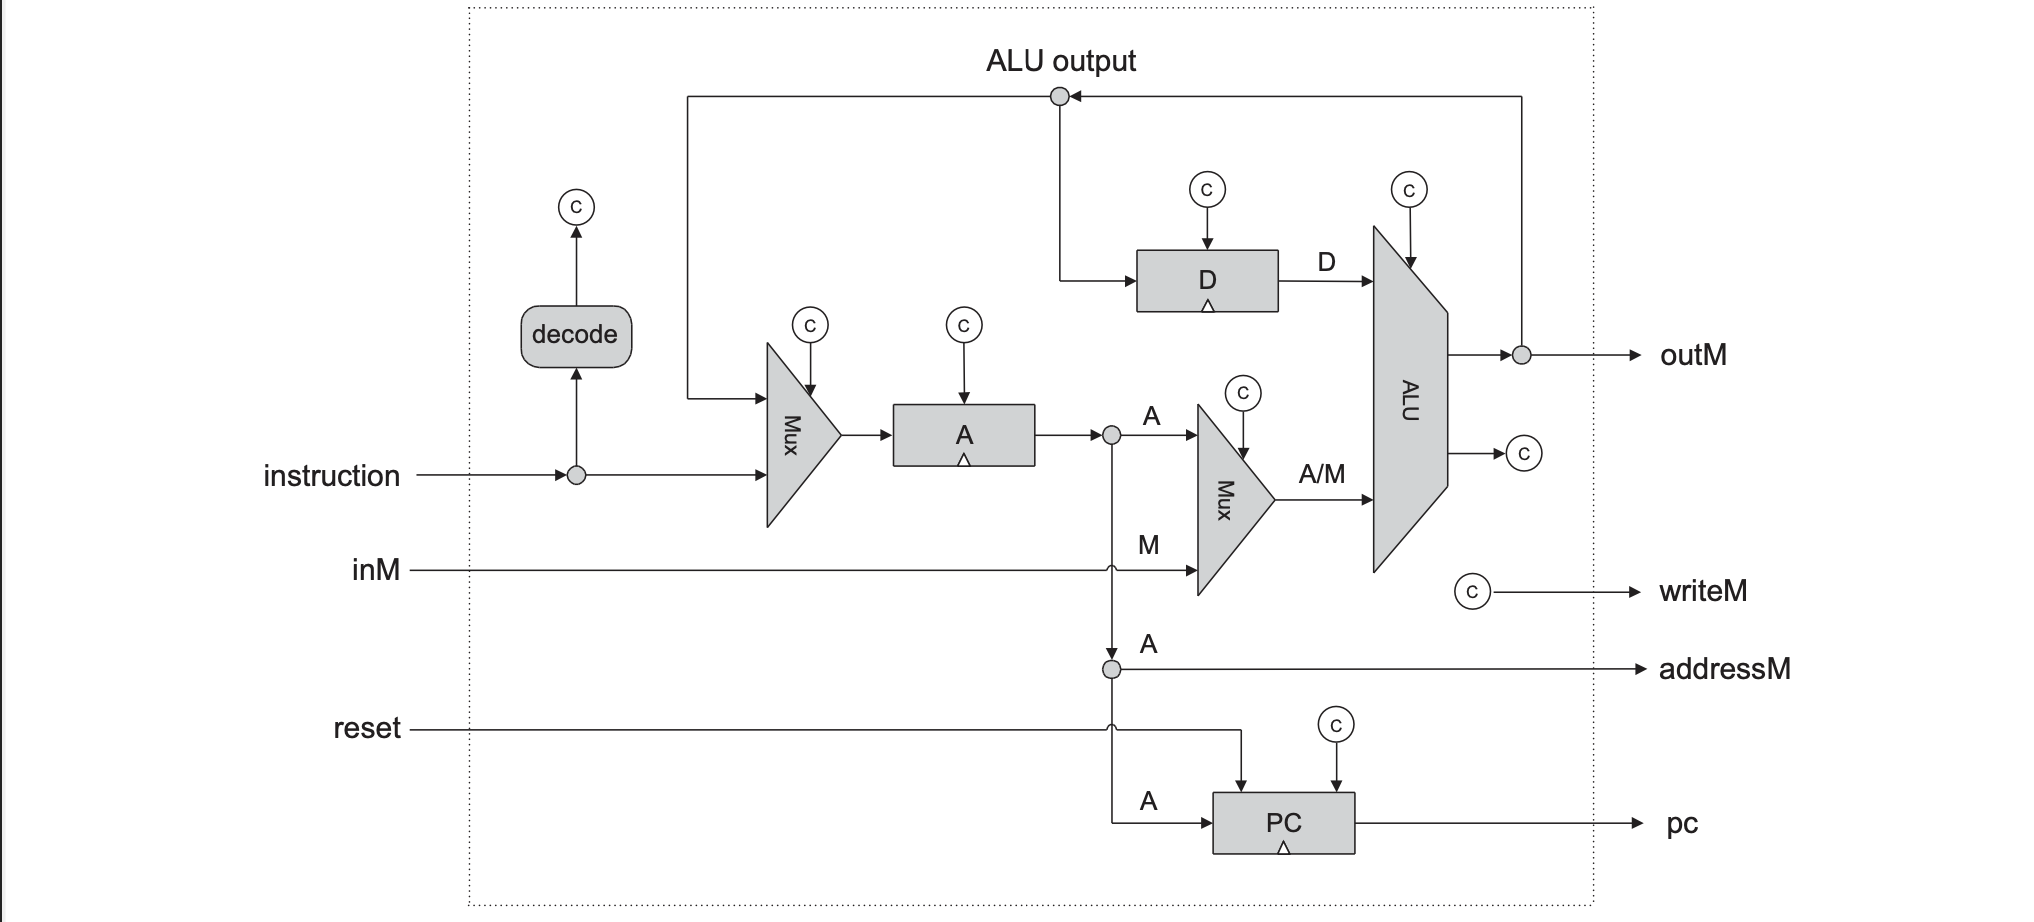 ALU output
C
C
C
D
D
decode
C
C
C
outM
Mux
A
A
Mux
A/M
ALU
C
instruction
M
inM
C
writeM
A
addressM
reset
C
A
PC
pc